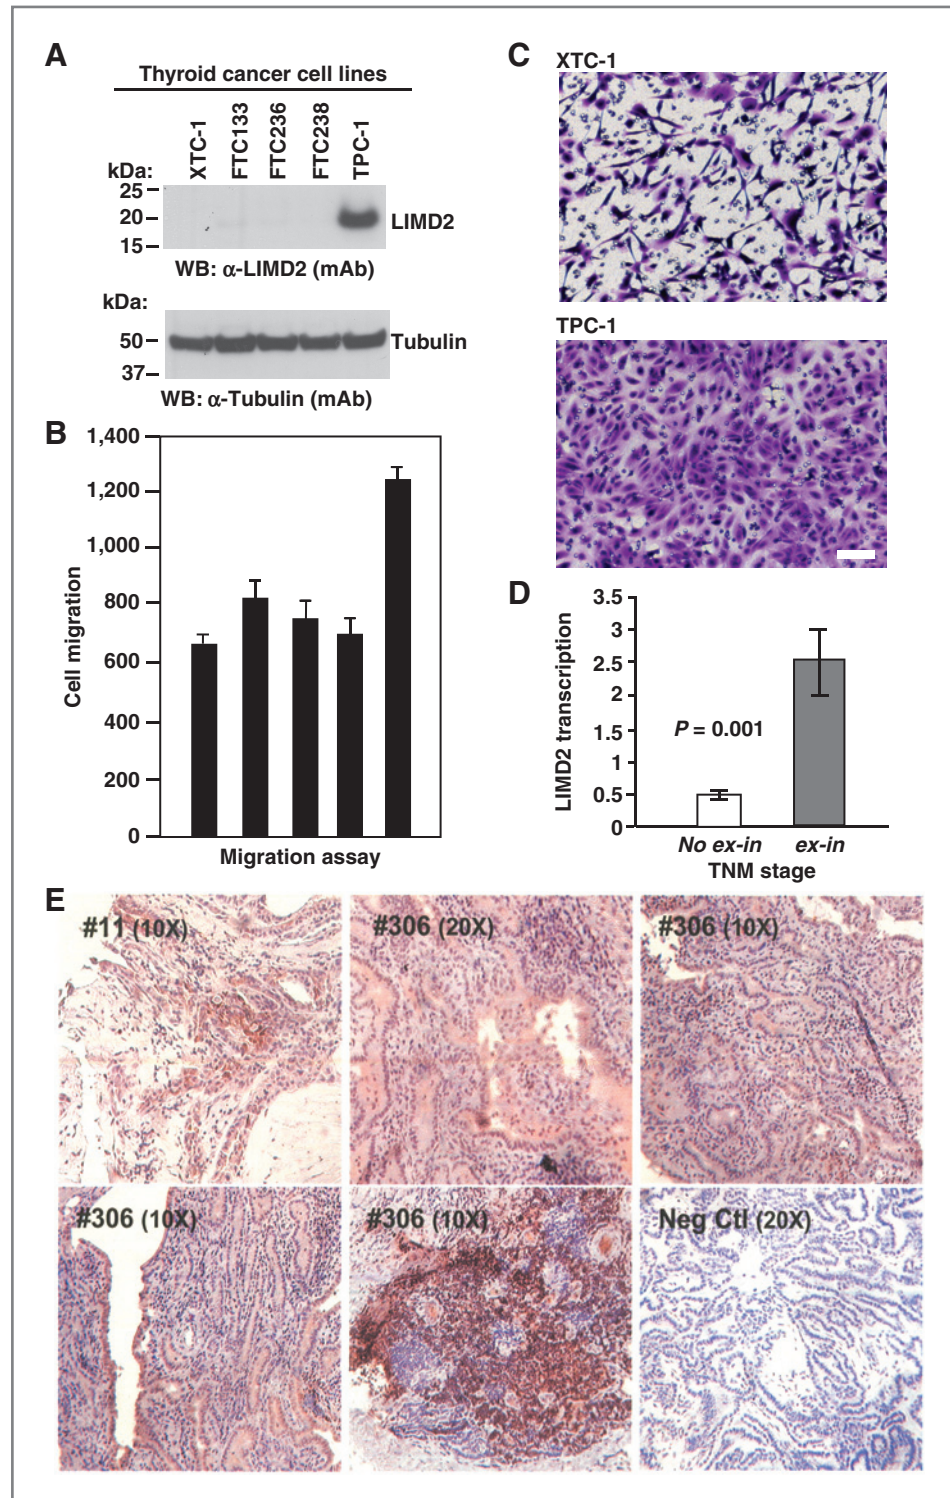 A
Thyroid cancer cell lines
XTC-1
FTC133
FTC236
FTC238
TPC-1
kDa:
25
20
15
LIMD2
WB: α-LIMD2 (mAb)
kDa:
50
37
Tubulin
WB: α-Tubulin (mAb)
B
1,400
1,200
1,000
800
600
400
200
0
Cell migration
Migration assay
C
XTC-1
TPC-1
D
3.5
3
2.5
2
1.5
1
0.5
0
LIMD2 transcription
P = 0.001
No ex-in
ex-in
TNM stage
E
#11 (10X)
#306 (20X)
#306 (10X)
#306 (10X)
#306 (10X)
Neg Ctl (20X)